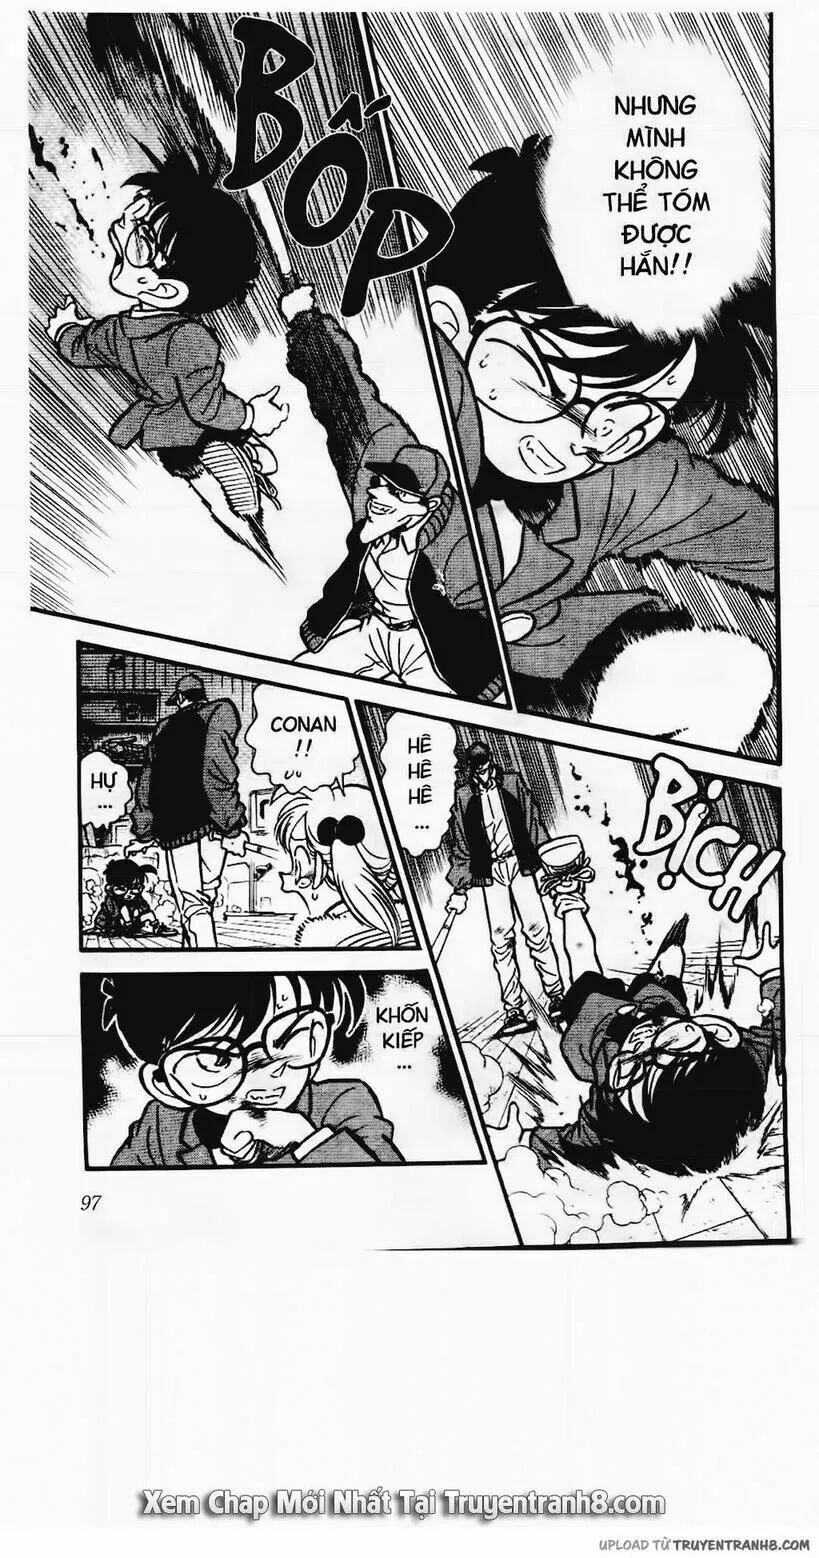 NHƯNG
MÌNH
KHÔNG
THỂ TÓM
ĐƯỢC
HẮN!!
BỐP
HÊ
HÊ
HÊ
...
BỊCH
CONAN
!!
HỰ
...
KHỐN
KIẾP
...
97
Xem Chap Mới Nhất Tại Truyentranh8.com
UPLOAD TỪ TRUYENTRANH8.COM